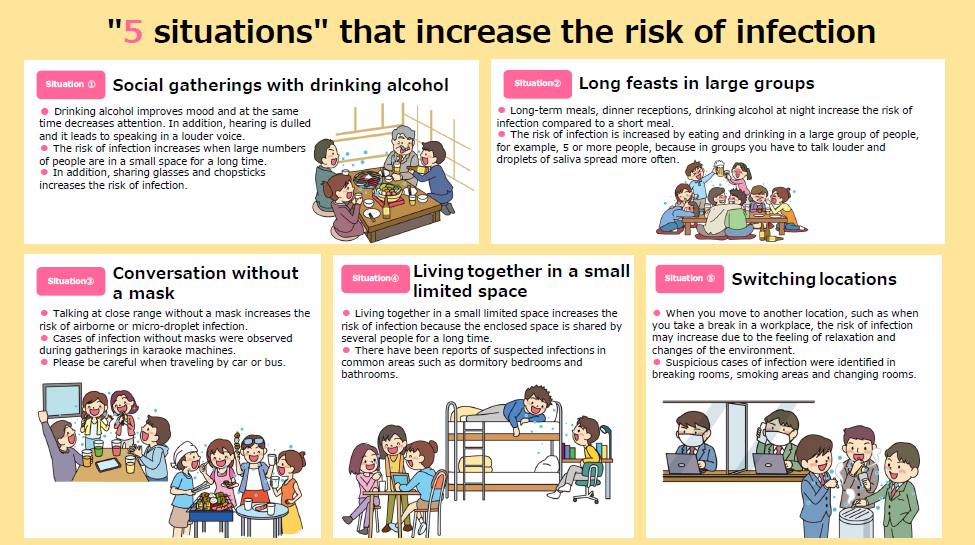 "5 situations" that increase the risk of infection
Situation ①
Social gatherings with drinking alcohol
● Drinking alcohol improves mood and at the same
time decreases attention. In addition, hearing is dulled
and it leads to speaking in a louder voice.
● The risk of infection increases when large numbers
of people are in a small space for a long time.
● In addition, sharing glasses and chopsticks
increases the risk of infection.
Situation②
Long feasts in large groups
● Long-term meals, dinner receptions, drinking alcohol at night increase the risk of
infection compared to a short meal.
● The risk of infection is increased by eating and drinking in a large group of people,
for example, 5 or more people, because in groups you have to talk louder and
droplets of saliva spread more often.
Situation③
Conversation without
a mask
● Talking at close range without a mask increases the
risk of airborne or micro-droplet infection.
● Cases of infection without masks were observed
during gatherings in karaoke machines.
● Please be careful when traveling by car or bus.
Situation④
Living together in a small
limited space
● Living together in a small limited space increases the
risk of infection because the enclosed space is shared by
several people for a long time.
● There have been reports of suspected infections in
common areas such as dormitory bedrooms and
bathrooms.
Situation ⑤
Switching locations
● When you move to another location, such as when
you take a break in a workplace, the risk of infection
may increase due to the feeling of relaxation and
changes of the environment.
● Suspicious cases of infection were identified in
breaking rooms, smoking areas and changing rooms.